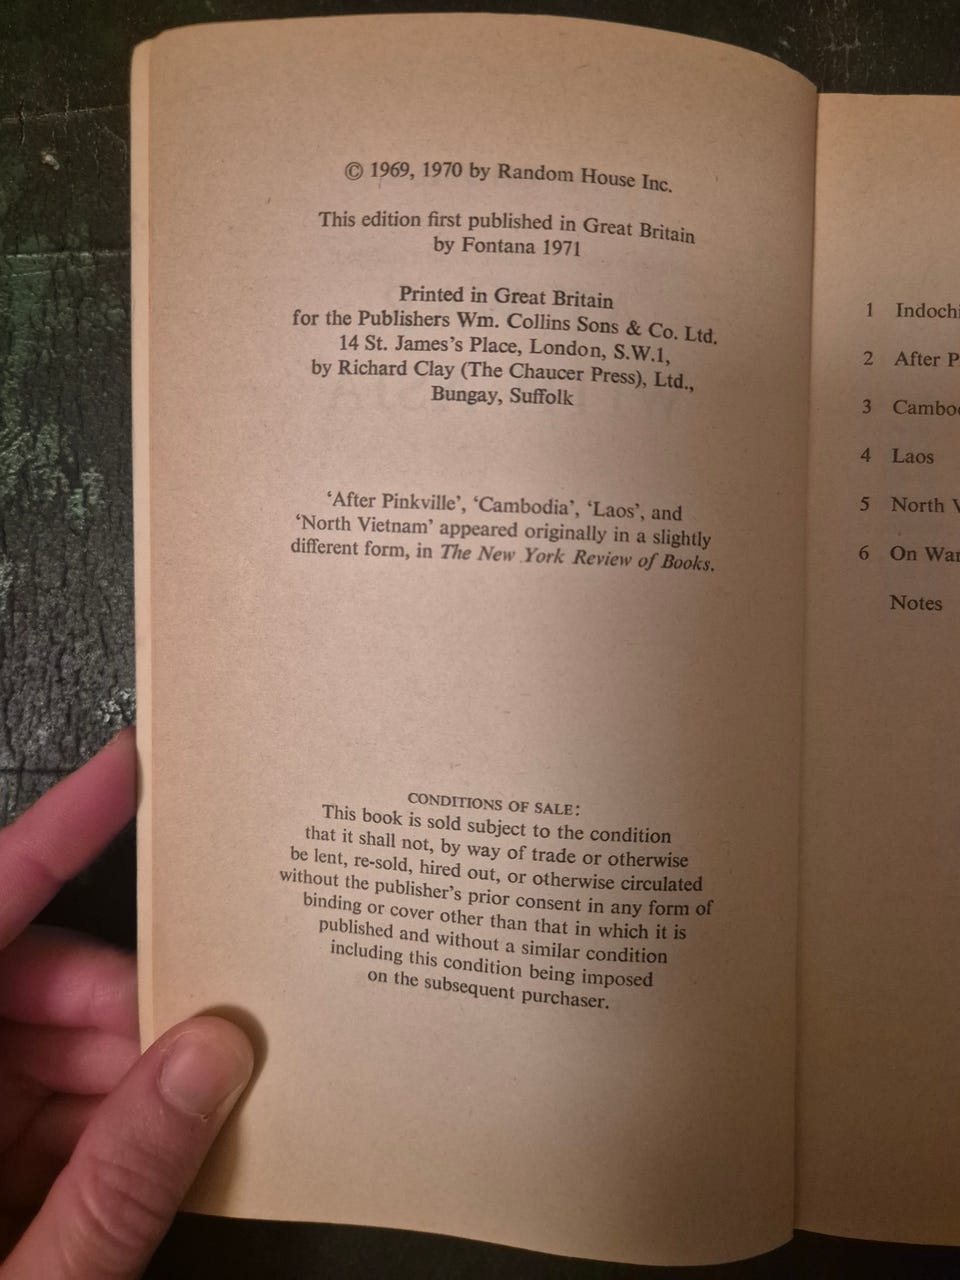 © 1969, 1970 by Random House Inc.
This edition first published in Great Britain
by Fontana 1971
Printed in Great Britain
for the Publishers Wm. Collins Sons & Co. Ltd.
14 St. James's Place, London, S.W.1,
by Richard Clay (The Chaucer Press), Ltd.,
Bungay, Suffolk
'After Pinkville', 'Cambodia', 'Laos', and
'North Vietnam' appeared originally in a slightly
different form, in The New York Review of Books.
CONDITIONS OF SALE:
This book is sold subject to the condition
that it shall not, by way of trade or otherwise
be lent, re-sold, hired out, or otherwise circulated
without the publisher's prior consent in any form of
binding or cover other than that in which it is
published and without a similar condition
including this condition being imposed
on the subsequent purchaser.
1 Indochi
2 After P
3 Cambo
4 Laos
5 North V
6 On War
Notes